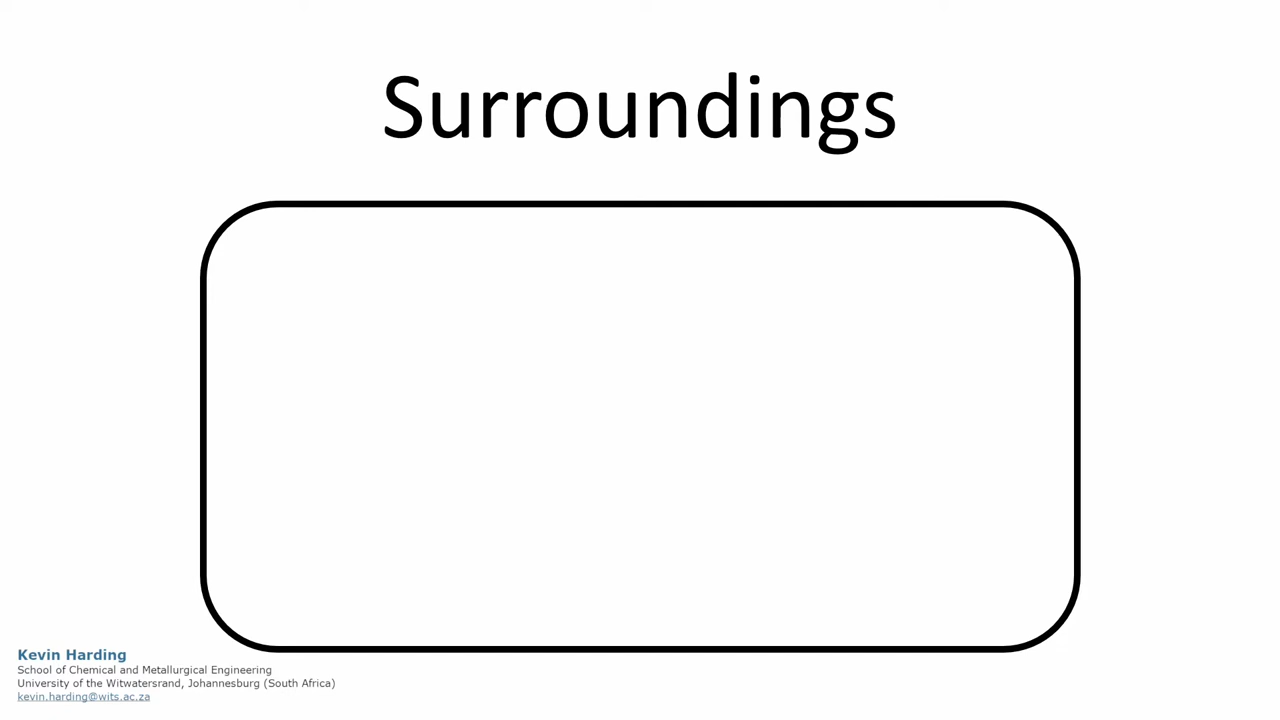 Surroundings
Kevin Harding
School of Chemical and Metallurgical Engineering
University of the Witwatersrand, Johannesburg (South Africa)
kevin.harding@wits.ac.za